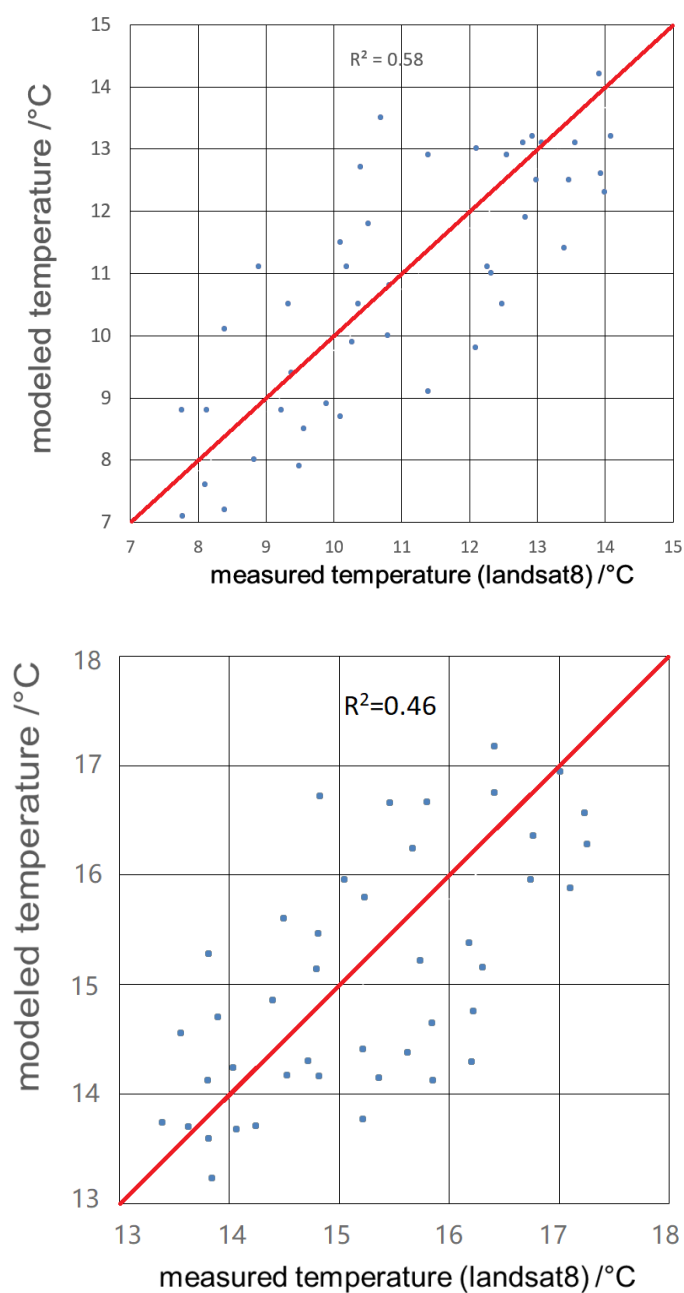 15
R² = 0.58
14
13
12
11
10
9
8
7
modeled temperature /°C
7 8 9 10 11 12 13 14 15
measured temperature (landsat8) /°C
18
R²=0.46
17
16
15
14
13
modeled temperature /°C
13 14 15 16 17 18
measured temperature (landsat8) /°C